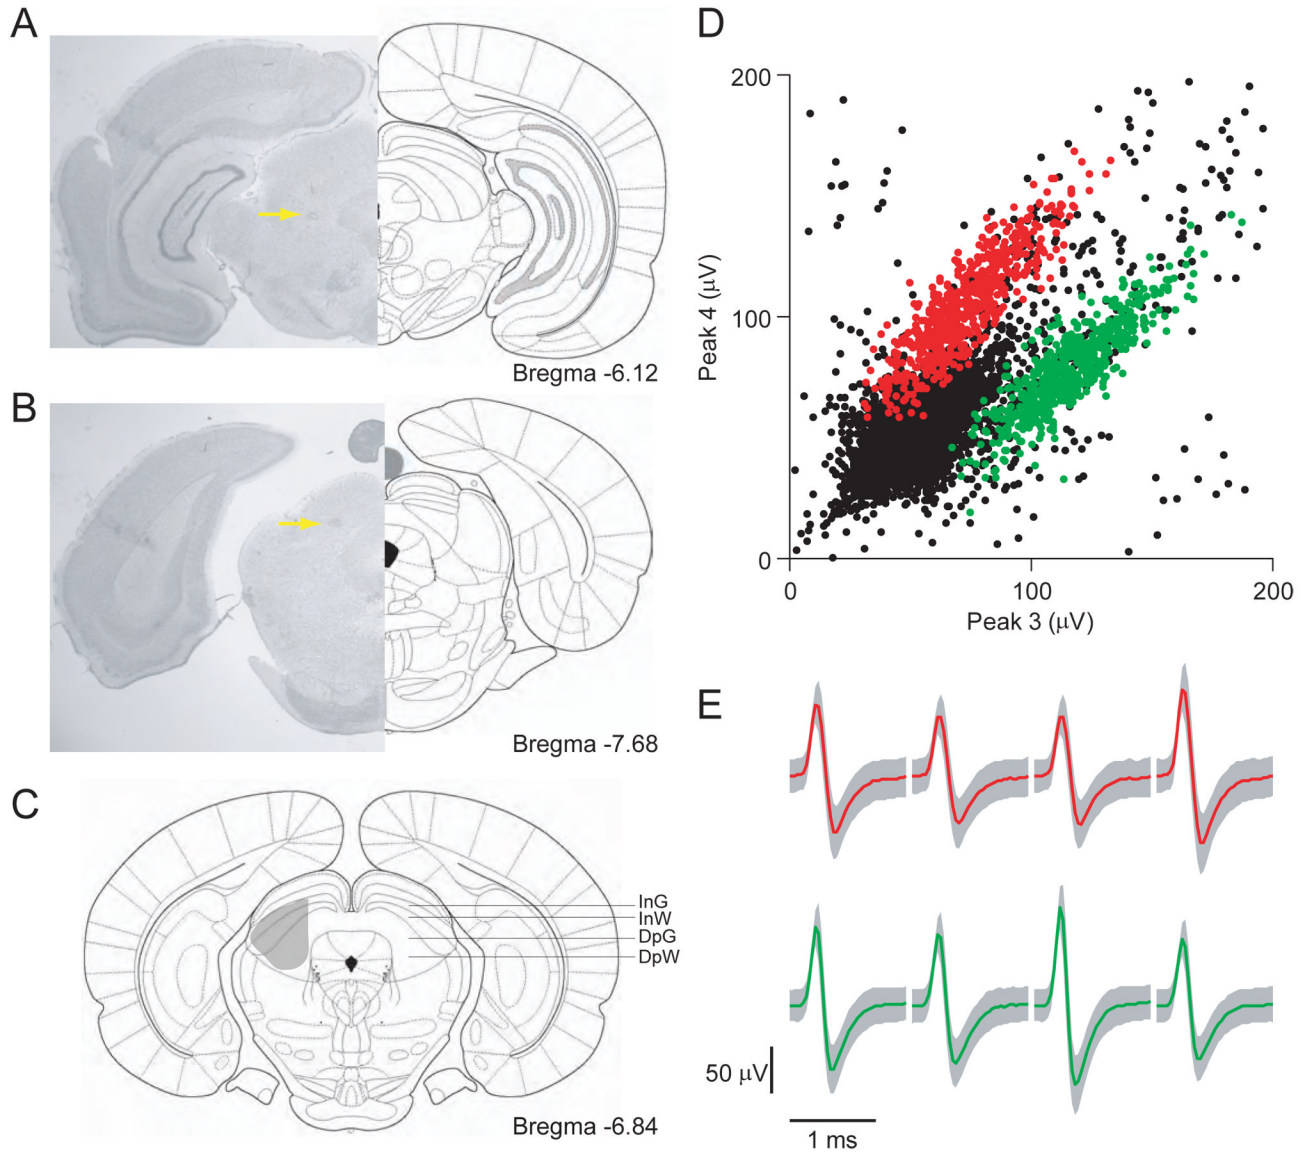 A
Bregma -6.12
B
Bregma -7.68
C
InG
InW
DpG
DpW
Bregma -6.84
D
200
100
0
Peak 4 (μV)
0
100
200
Peak 3 (μV)
E
50 μV
1 ms